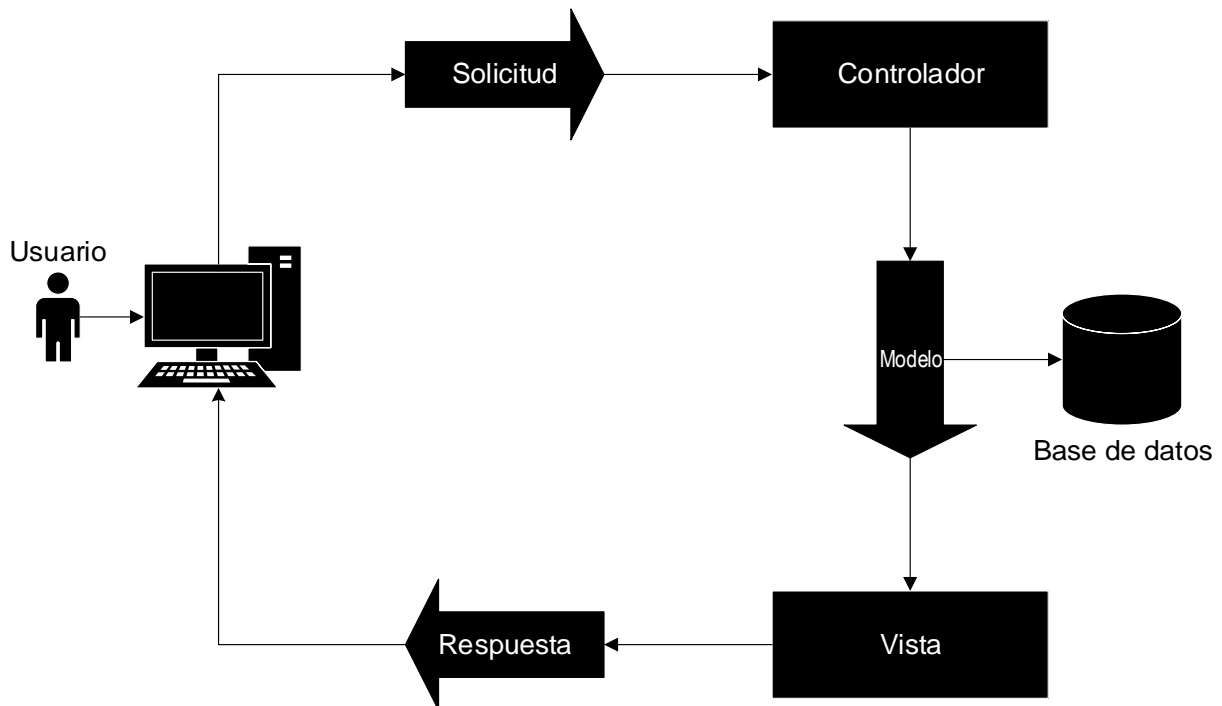 Solicitud
Controlador
Usuario
Modelo
Base de datos
Respuesta
Vista